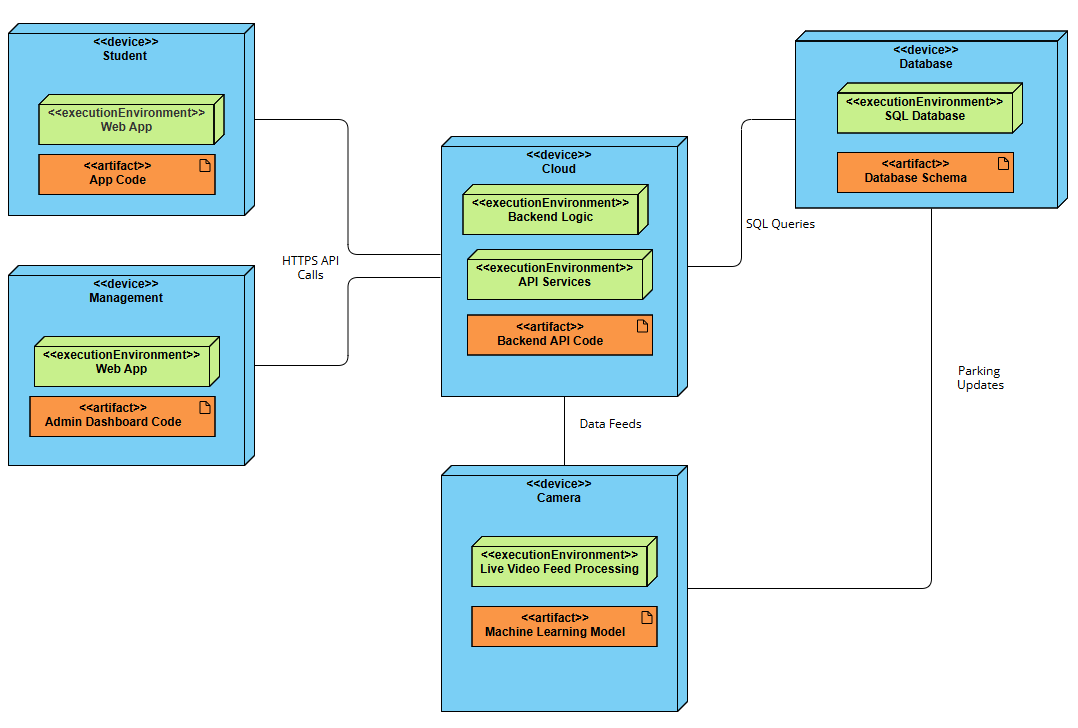 <<device>>
Student
<<executionEnvironment>>
Web App
<<artifact>>
App Code
<<device>>
Management
<<executionEnvironment>>
Web App
<<artifact>>
Admin Dashboard Code
HTTPS API
Calls
<<device>>
Cloud
<<executionEnvironment>>
Backend Logic
<<executionEnvironment>>
API Services
<<artifact>>
Backend API Code
Data Feeds
<<device>>
Camera
<<executionEnvironment>>
Live Video Feed Processing
<<artifact>>
Machine Learning Model
SQL Queries
<<device>>
Database
<<executionEnvironment>>
SQL Database
<<artifact>>
Database Schema
Parking
Updates